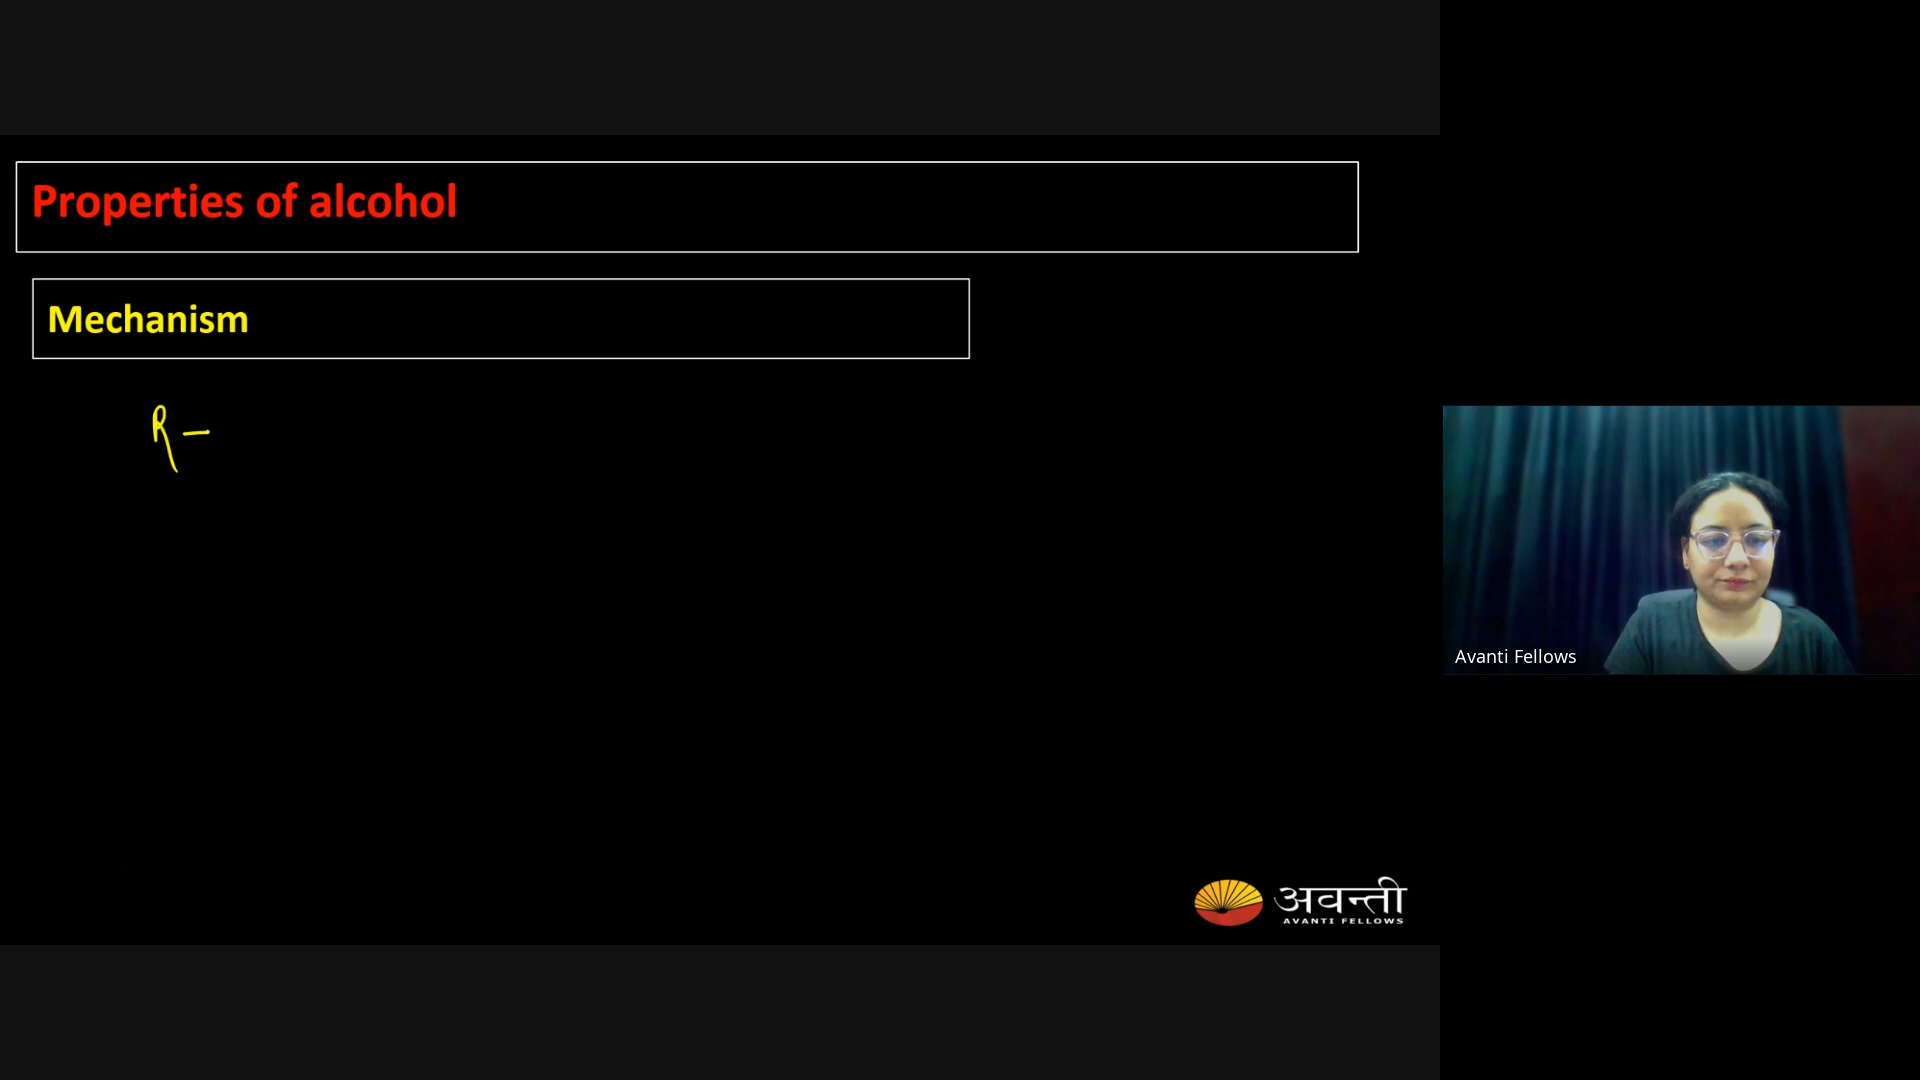 Properties of alcohol
Mechanism
R -
Avanti Fellows
अवन्ती
AVANTI FELLOWS